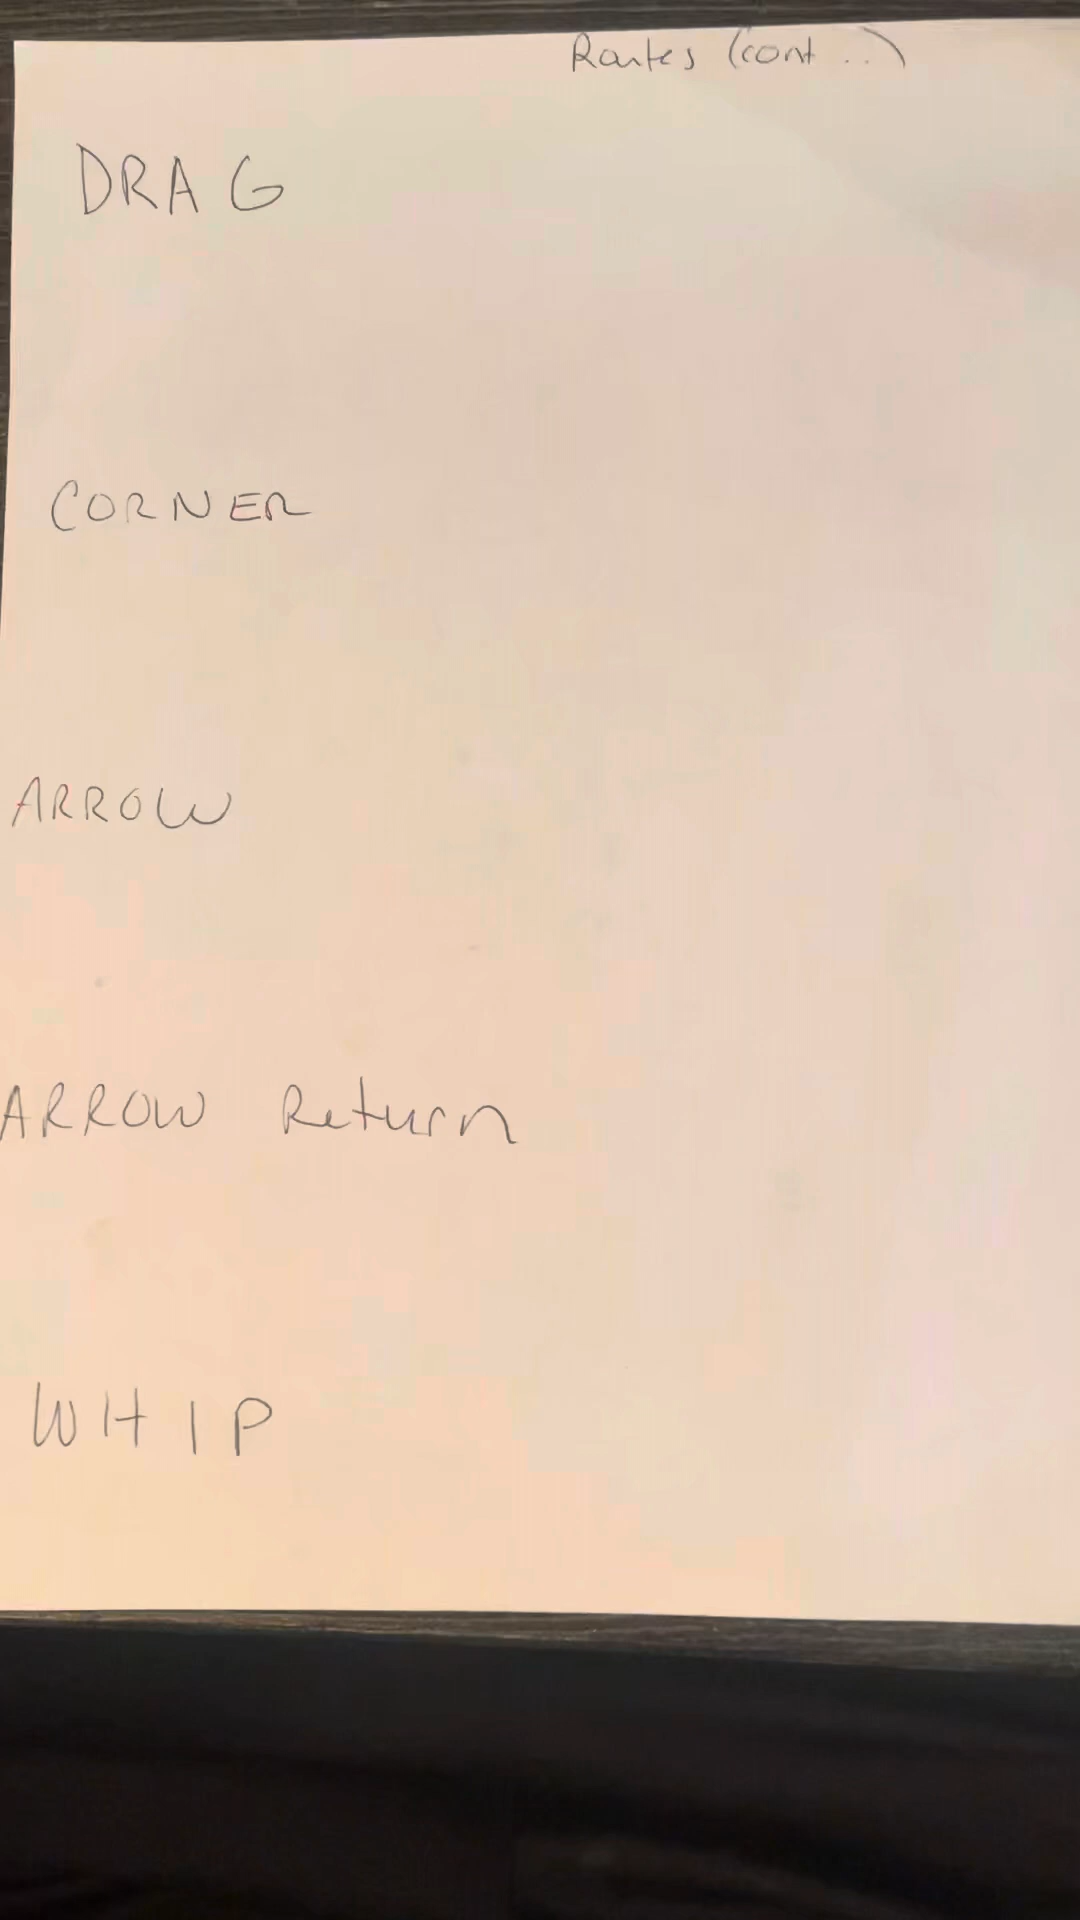 Routes (cont ..)
DRAG
CORNER
ARROW
ARROW Return
WHIP